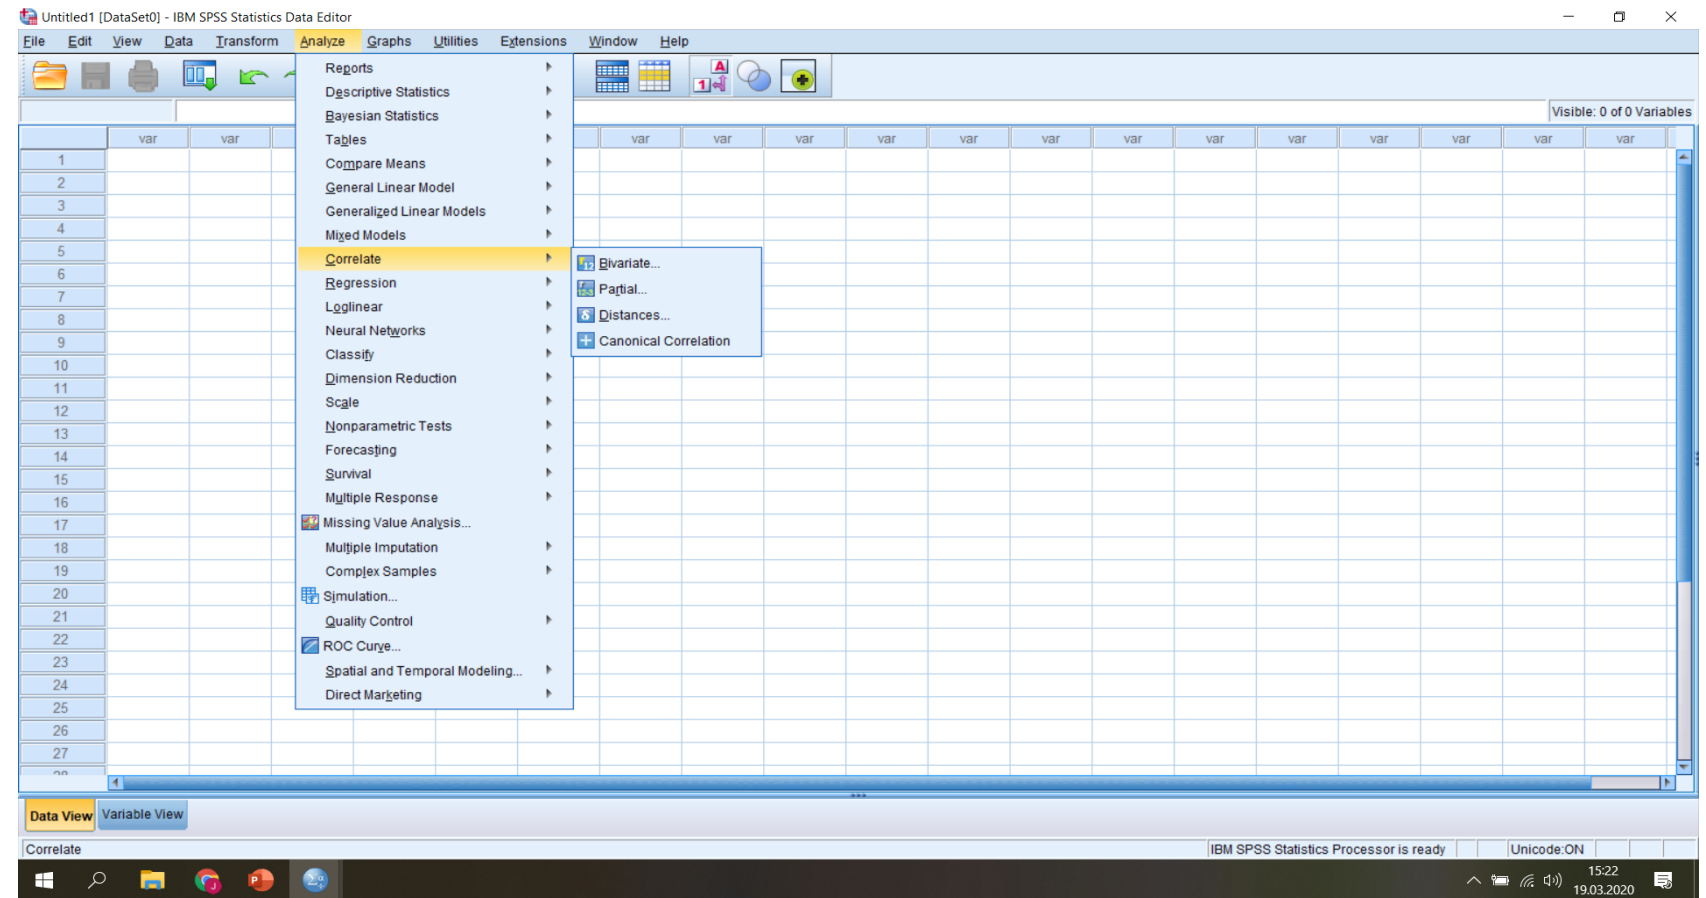 Untitled1 [DataSet0] - IBM SPSS Statistics Data Editor
File Edit View Data Transform Analyze Graphs Utilities Extensions Window Help
Visible: 0 of 0 Variables
var var var var var var var var var var var var var var var
Reports
Descriptive Statistics
Bayesian Statistics
Tables
Compare Means
General Linear Model
Generalized Linear Models
Mixed Models
Correlate
Regression
Loglinear
Neural Networks
Classify
Dimension Reduction
Scale
Nonparametric Tests
Forecasting
Survival
Multiple Response
Missing Value Analysis...
Multiple Imputation
Complex Samples
Simulation...
Quality Control
ROC Curve...
Spatial and Temporal Modeling...
Direct Marketing
Bivariate...
Partial...
Distances...
Canonical Correlation
1
2
3
4
5
6
7
8
9
10
11
12
13
14
15
16
17
18
19
20
21
22
23
24
25
26
27
Data View Variable View
Correlate IBM SPSS Statistics Processor is ready Unicode:ON
15:22
19.03.2020